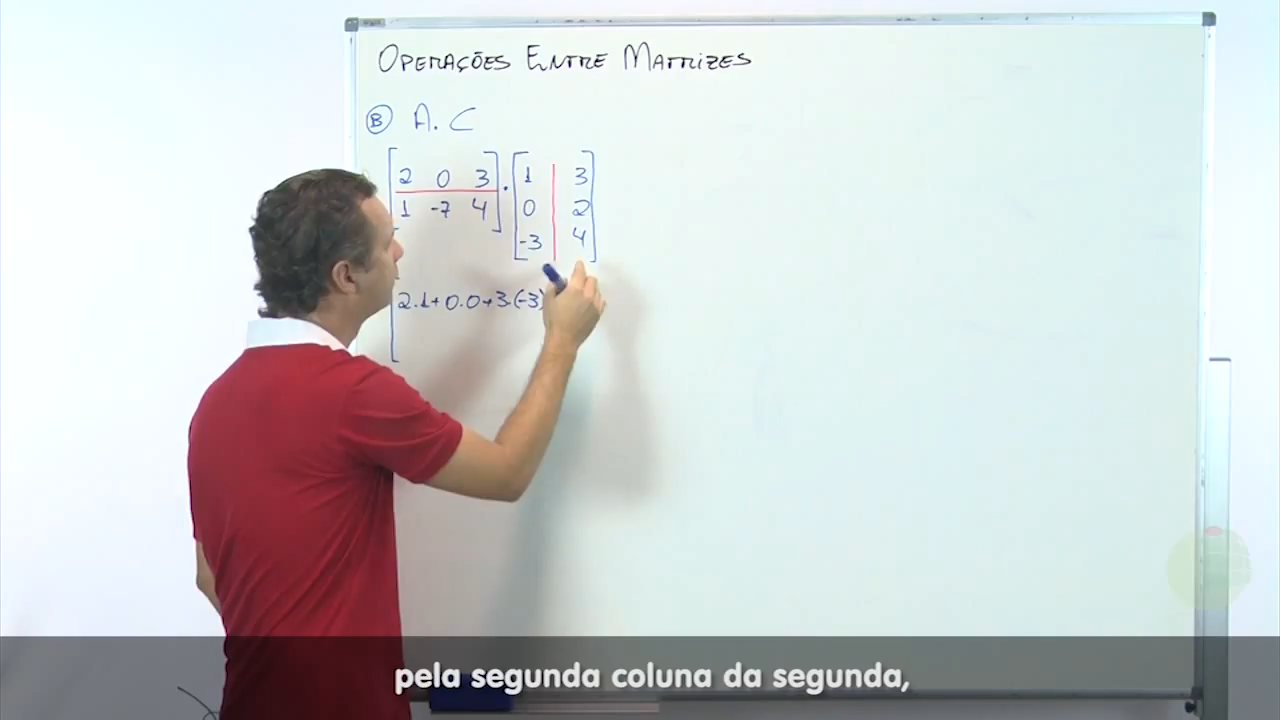 OPERAÇÕES ENTRE MATRIZES
B A.C
2 0 3 . 1 3
1 -7 4 0 2
-3 4
2.1+0.0+3.(-3)
pela segunda coluna da segunda,